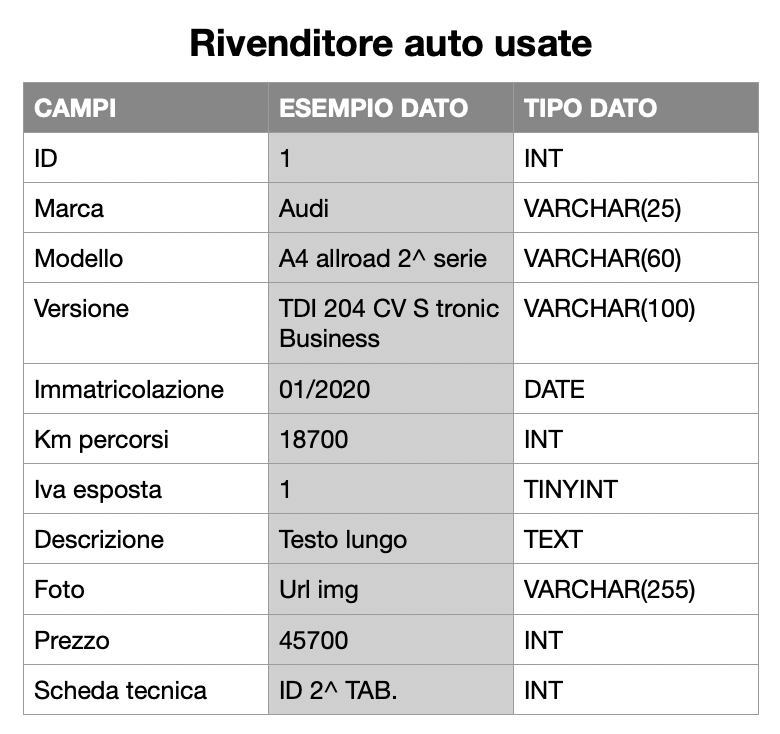 Rivenditore auto usate
CAMPI ESEMPIO DATO TIPO DATO
ID 1 INT
Marca Audi VARCHAR(25)
Modello A4 allroad 2^ serie VARCHAR(60)
Versione TDI 204 CV S tronic VARCHAR(100)
Business
Immatricolazione 01/2020 DATE
Km percorsi 18700 INT
Iva esposta 1 TINYINT
Descrizione Testo lungo TEXT
Foto Url img VARCHAR(255)
Prezzo 45700 INT
Scheda tecnica ID 2^ TAB. INT